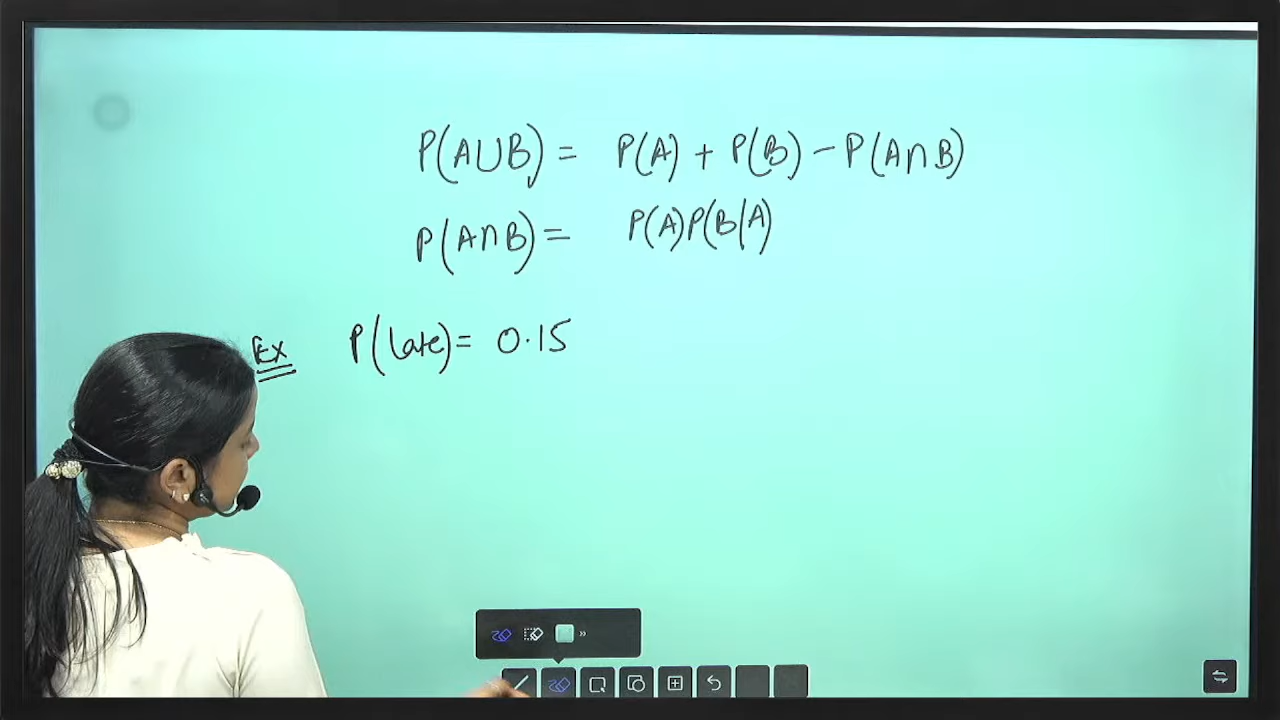 P(A∪B) = P(A) + P(B) − P(A∩B)
P(A∩B) = P(A)P(B|A)
Ex P(late) = 0.15